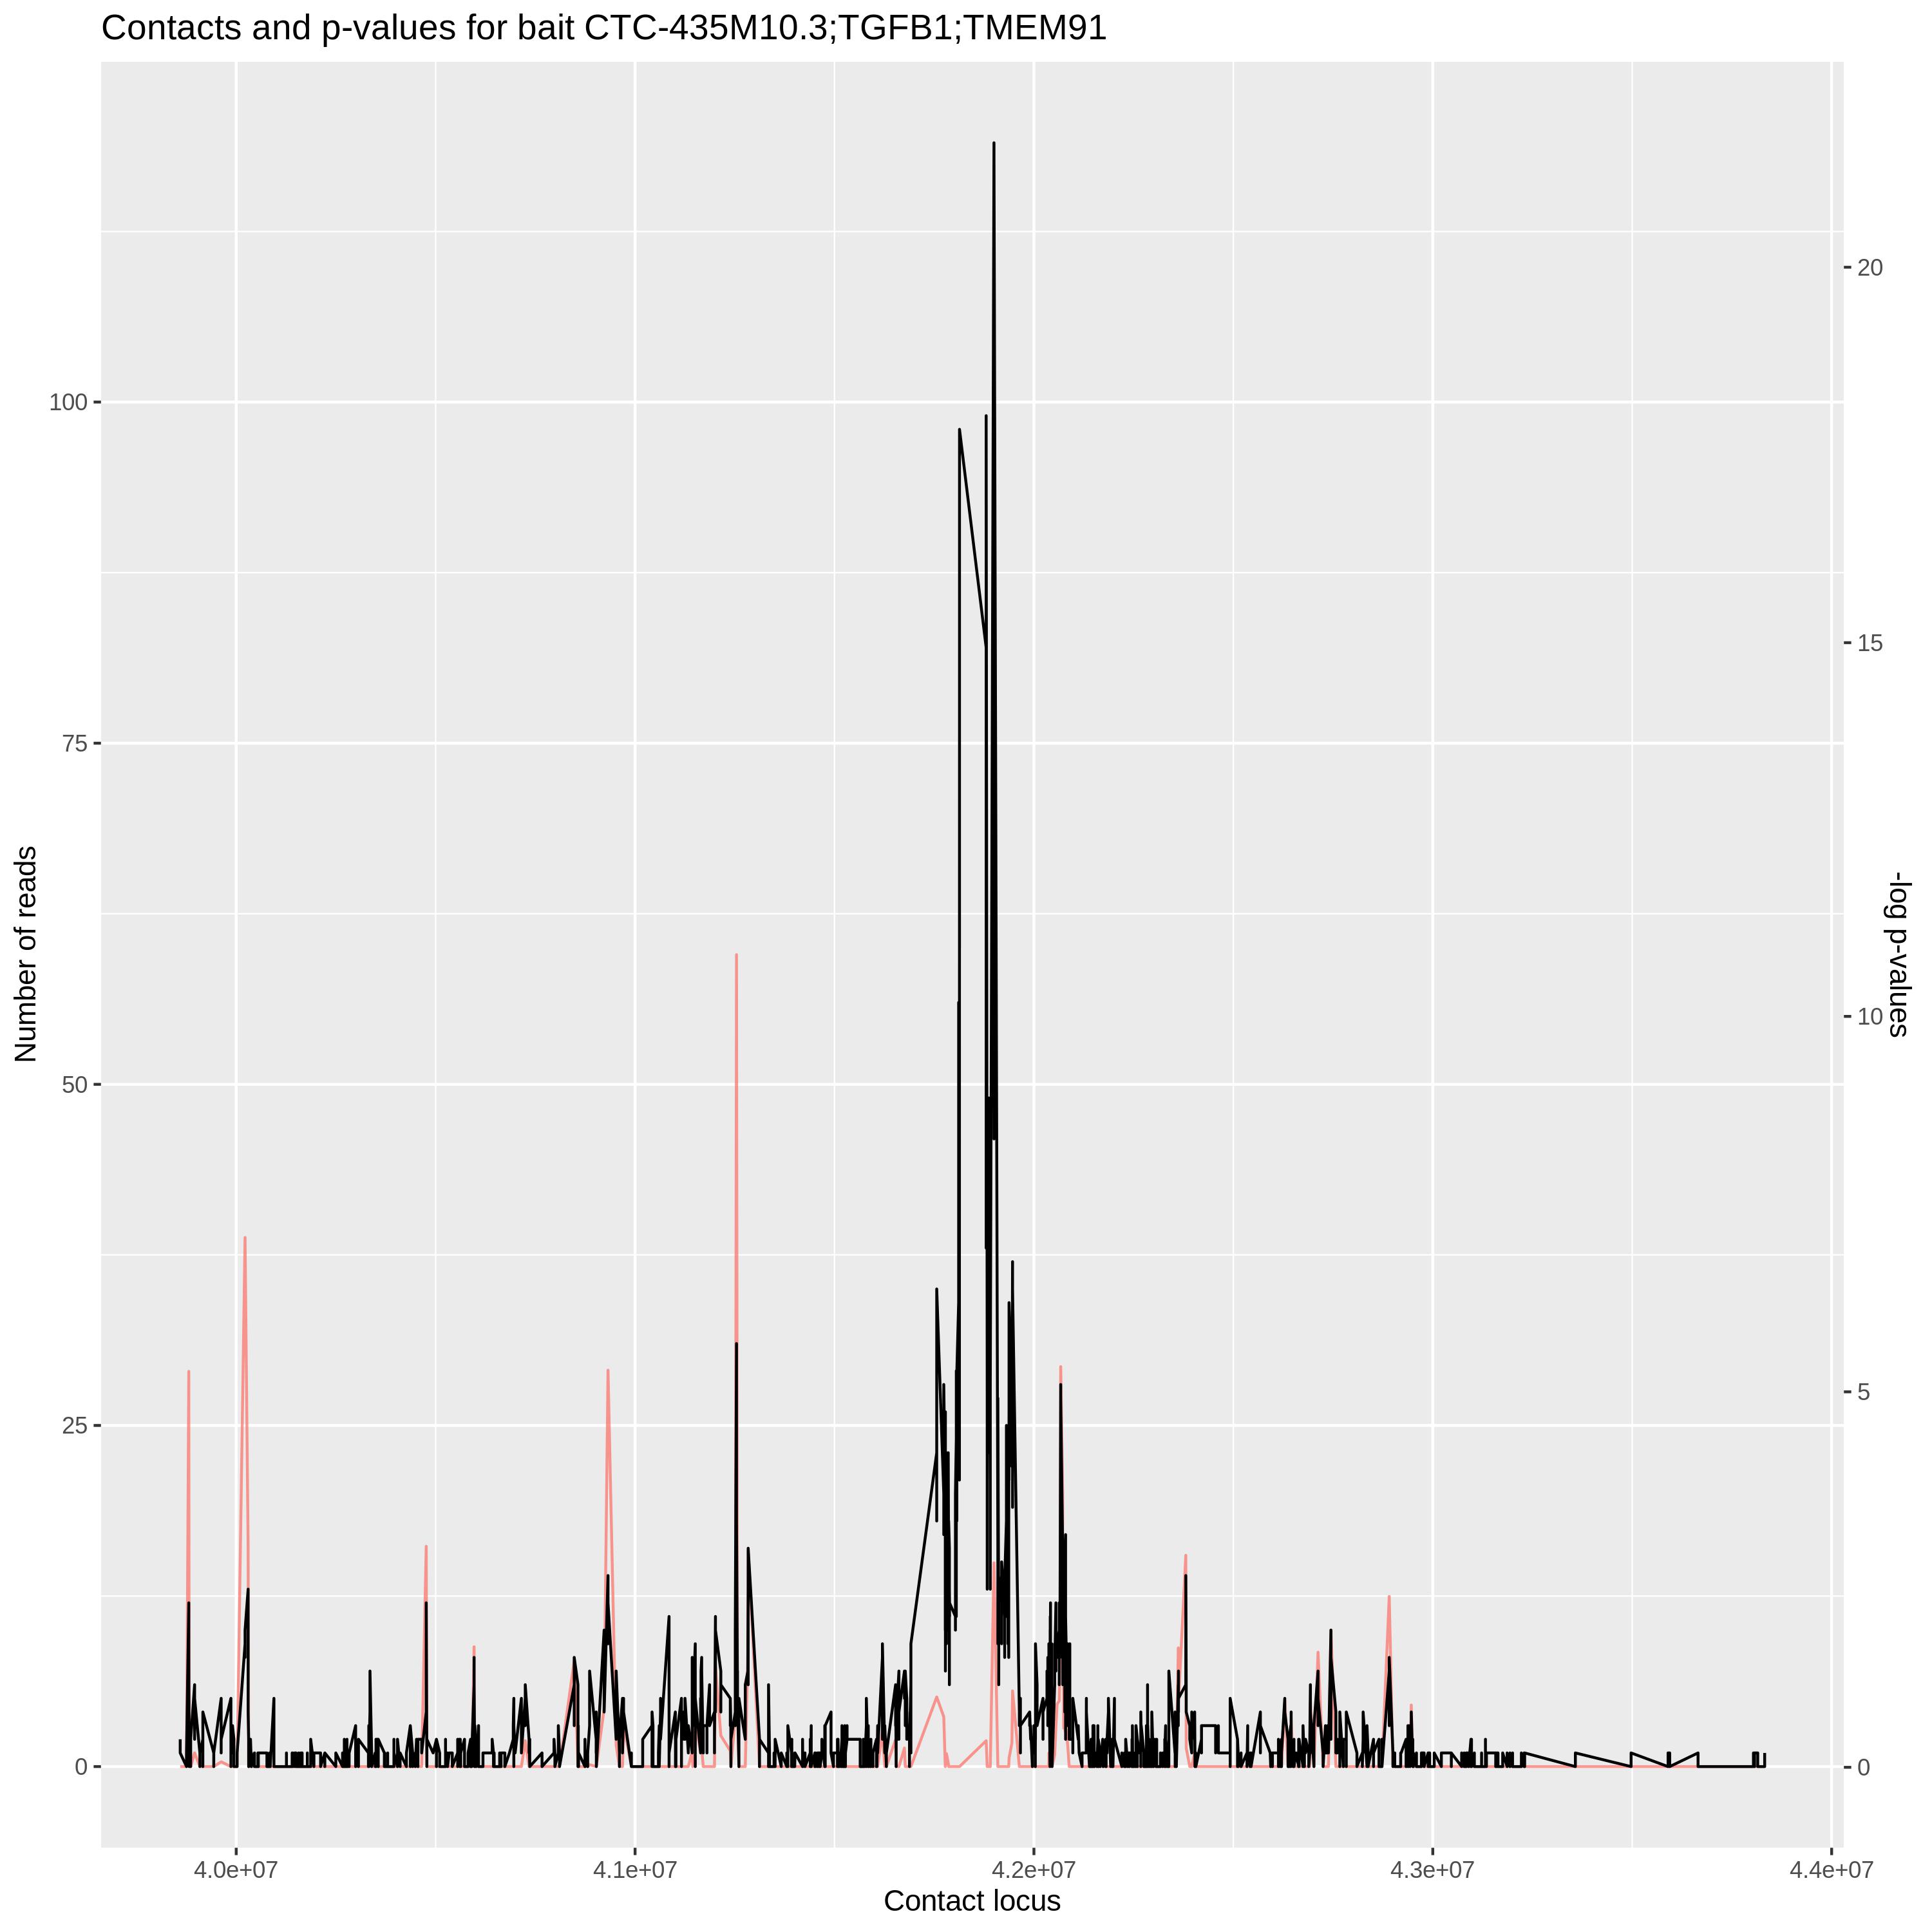 Contacts and p-values for bait CTC-435M10.3;TGFB1;TMEM91
Number of reads
100
75
50
25
0
20
15
10
5
0
-log p-values
4.0e+07
4.1e+07
4.2e+07
4.3e+07
4.4e+07
Contact locus